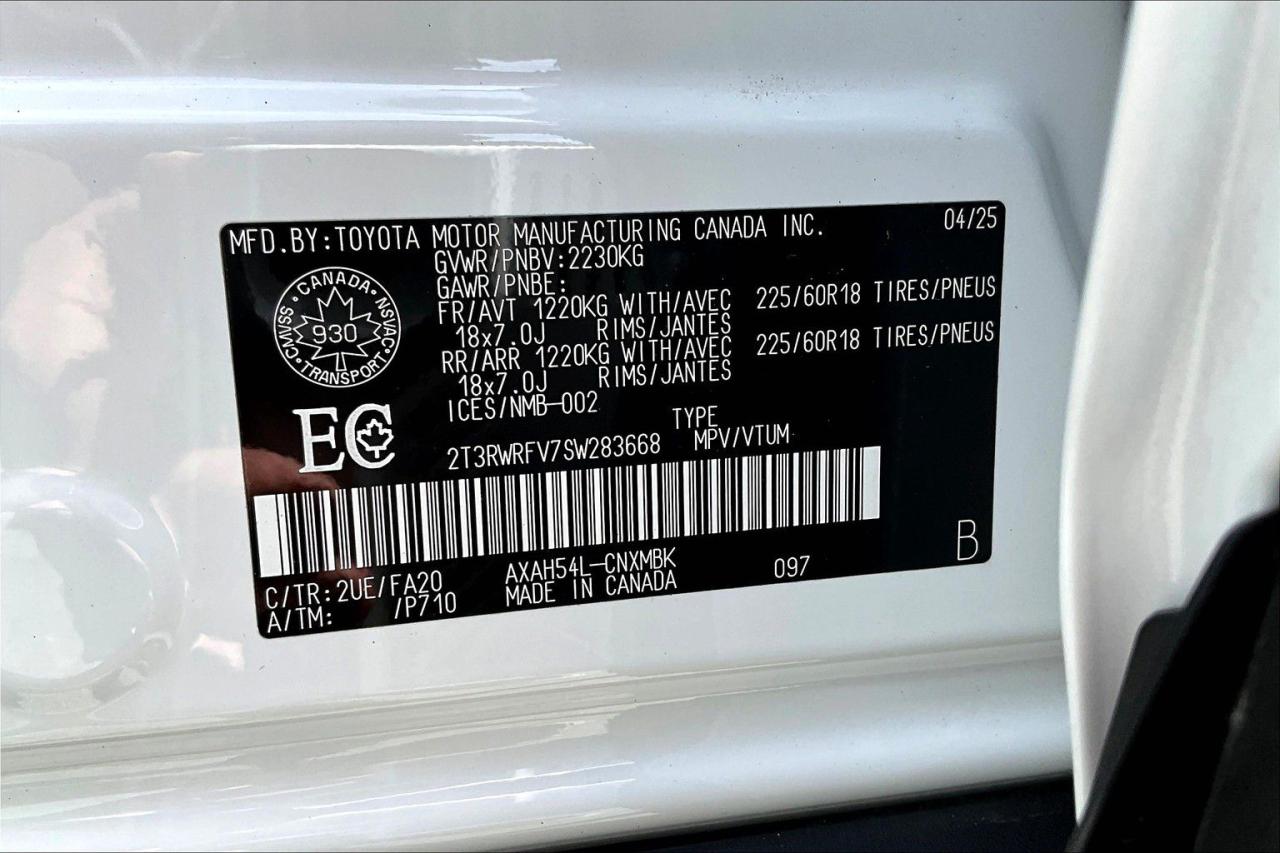 MFD.BY:TOYOTA MOTOR MANUFACTURING CANADA INC. 04/25
GVWR/PNBV:2230KG
GAWR/PNBE:
FR/AVT 1220KG WITH/AVEC 225/60R18 TIRES/PNEUS
18x7.0J RIMS/JANTES
RR/ARR 1220KG WITH/AVEC 225/60R18 TIRES/PNEUS
18x7.0J RIMS/JANTES
ICES/NMB-002
CANADA • NSVAC • TRANSPORT • CMVSS
930
EC
TYPE
2T3RWRFV7SW283668 MPV/VTUM
C/TR:2UE/FA20 AXAH54L-CNXMBK 097 B
A/TM: /P710 MADE IN CANADA